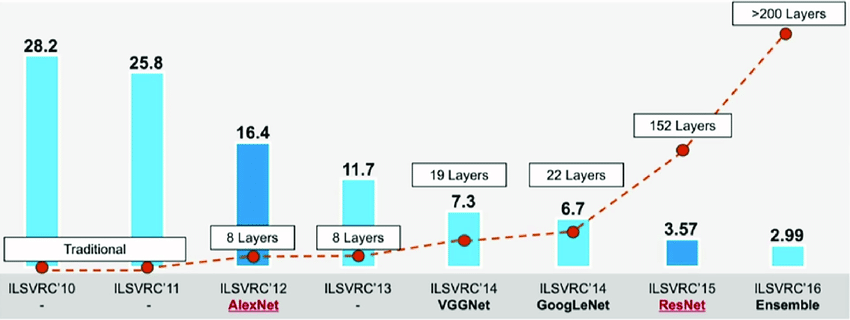 >200 Layers
28.2
25.8
152 Layers
16.4
11.7
19 Layers
22 Layers
7.3
6.7
Traditional
8 Layers
8 Layers
3.57
2.99
ILSVRC'10
ILSVRC'11
ILSVRC'12
ILSVRC'13
ILSVRC'14
ILSVRC'14
ILSVRC'15
ILSVRC'16
-
-
AlexNet
-
VGGNet
GoogLeNet
ResNet
Ensemble